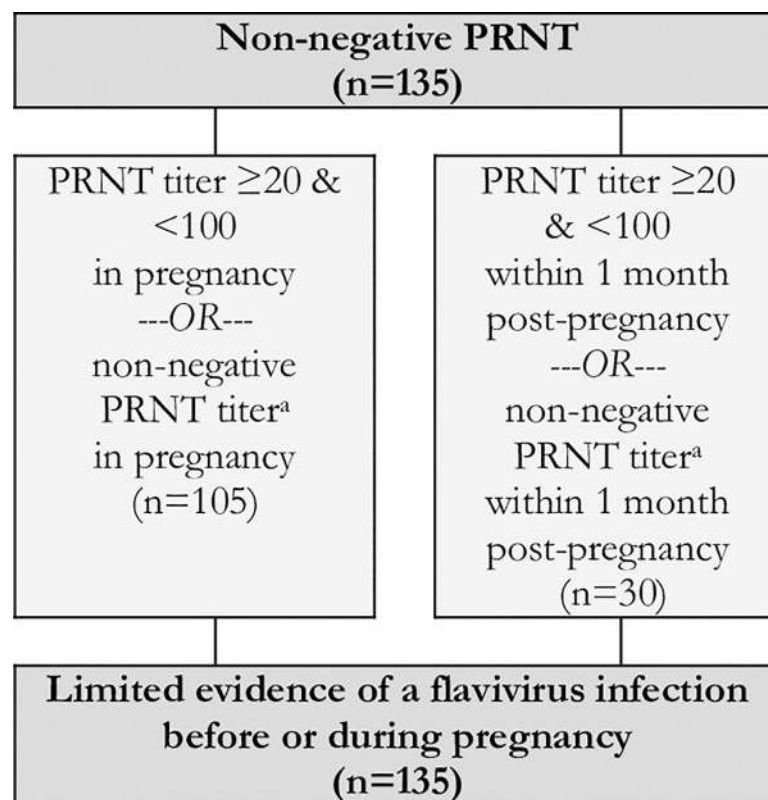 Non-negative PRNT
(n=135)
PRNT titer ≥20 &
<100
in pregnancy
---OR---
non-negative
PRNT titerᵃ
in pregnancy
(n=105)
PRNT titer ≥20
& <100
within 1 month
post-pregnancy
---OR---
non-negative
PRNT titerᵃ
within 1 month
post-pregnancy
(n=30)
Limited evidence of a flavivirus infection
before or during pregnancy
(n=135)